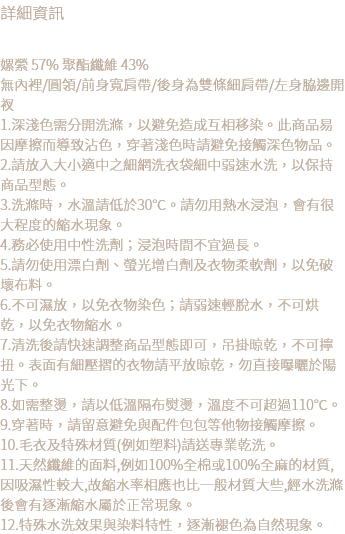 詳細資訊
嫘縈 57% 聚酯纖維 43%
無內裡/圓領/前身寬肩帶/後身為雙條細肩帶/左身脇邊開
衩
1.深淺色需分開洗滌，以避免造成互相移染。此商品易
因摩擦而導致沾色，穿著淺色時請避免接觸深色物品。
2.請放入大小適中之細網洗衣袋細中弱速水洗，以保持
商品型態。
3.洗滌時，水溫請低於30℃。請勿用熱水浸泡，會有很
大程度的縮水現象。
4.務必使用中性洗劑；浸泡時間不宜過長。
5.請勿使用漂白劑、螢光增白劑及衣物柔軟劑，以免破
壞布料。
6.不可濕放，以免衣物染色；請弱速輕脫水，不可烘
乾，以免衣物縮水。
7.清洗後請快速調整商品型態即可，吊掛晾乾，不可擰
扭。表面有細壓摺的衣物請平放晾乾，勿直接曝曬於陽
光下。
8.如需整燙，請以低溫隔布熨燙，溫度不可超過110℃。
9.穿著時，請留意避免與配件包包等他物接觸摩擦。
10.毛衣及特殊材質(例如塑料)請送專業乾洗。
11.天然纖維的面料,例如100%全棉或100%全麻的材質,
因吸濕性較大,故縮水率相應也比一般材質大些,經水洗滌
後會有逐漸縮水屬於正常現象。
12.特殊水洗效果與染料特性，逐漸褪色為自然現象。